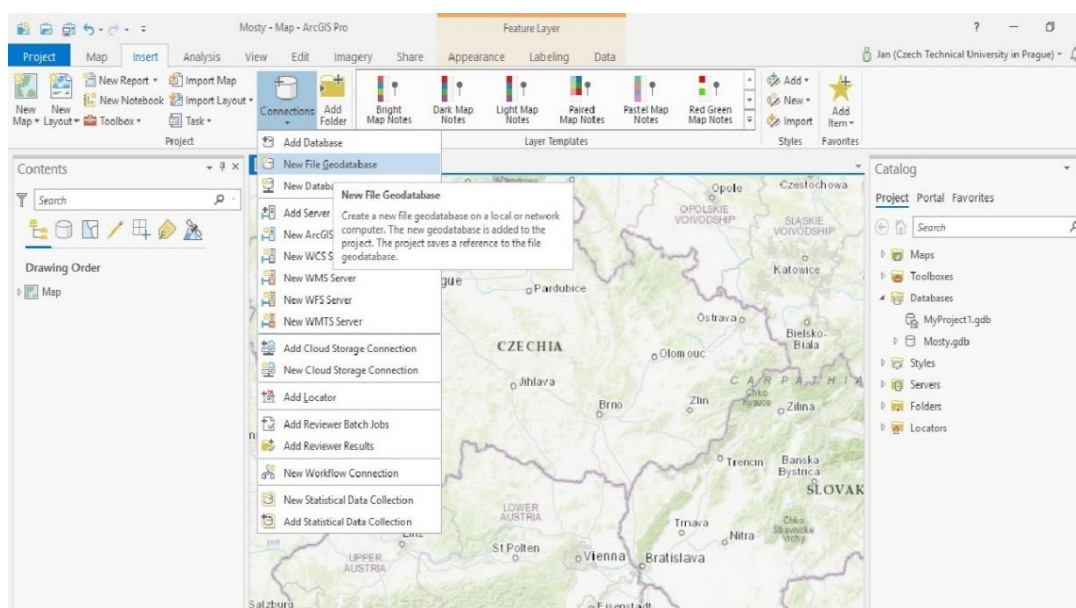 Mosty - Map - ArcGIS Pro
Feature Layer
?
Project Map Insert Analysis View Edit Imagery Share Appearance Labeling Data
Jan (Czech Technical University in Prague)
New Map
New Layout
New Report
New Notebook
Toolbox
Import Map
Import Layout
Task
Project
Connections
Add Folder
Bright Map Notes
Dark Map Notes
Light Map Notes
Paired Map Notes
Pastel Map Notes
Red Green Map Notes
Layer Templates
Add
New
Import
Styles
Add Item
Favorites
Add Database
New File Geodatabase
New Databa
Add Server
New ArcGIS
New WCS S
New WMS Server
New WFS Server
New WMTS Server
Add Cloud Storage Connection
New Cloud Storage Connection
Add Locator
Add Reviewer Batch Jobs
Add Reviewer Results
New Workflow Connection
New Statistical Data Collection
Add Statistical Data Collection
New File Geodatabase
Create a new file geodatabase on a local or network
computer. The new geodatabase is added to the
project. The project saves a reference to the file
geodatabase.
Contents
Search
Drawing Order
Map
Opole
Czestochowa
OPOLSKIE
VOIVODSHIP
SLASKIE
VOIVODSHIP
Katowice
gue
Pardubice
Ostrava
Bielsko-
Biala
CZECHIA
Olomouc
Jihlava
CARPATHIA
Brno
Zlin
Zilina
Trencin
Banska
Bystrica
SLOVAK
LOWER
AUSTRIA
Trnava
Nitra
Linz
St Polten
Vienna
Bratislava
UPPER
AUSTRIA
Salzburg
Eisenstadt
Catalog
Project Portal Favorites
Search
Maps
Toolboxes
Databases
MyProject1.gdb
Mosty.gdb
Styles
Servers
Folders
Locators